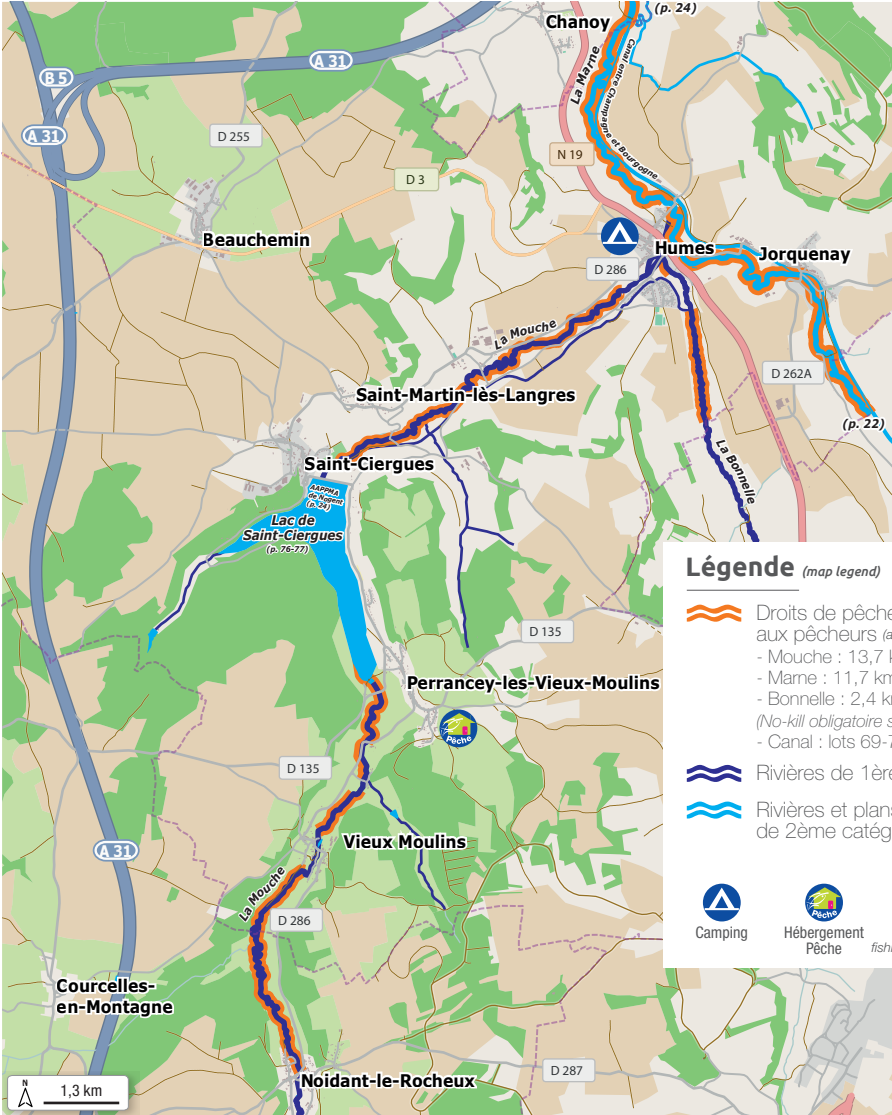 Chanoy
(p. 24)
A 31
B 5
La Marne
Canal entre Champagne et Bourgogne
A 31
D 255
N 19
D 3
Beauchemin
Humes
Jorquenay
D 286
La Mouche
D 262A
Saint-Martin-lès-Langres
(p. 22)
La Bonnelle
Saint-Ciergues
AAPPMA
de Nogent
(p. 24)
Lac de
Saint-Ciergues
(p. 76-77)
D 135
Perrancey-les-Vieux-Moulins
Pêche
D 135
Vieux Moulins
A 31
La Mouche
D 286
Courcelles-
en-Montagne
D 287
Noidant-le-Rocheux
N
1,3 km
Légende (map legend)
Droits de pêche
aux pêcheurs
- Mouche : 13,7
- Marne : 11,7 km
- Bonnelle : 2,4
(No-kill obligatoire
- Canal : lots
Rivières de 1ère
Rivières et plans
de 2ème
Camping
Pêche
Hébergement
Pêche